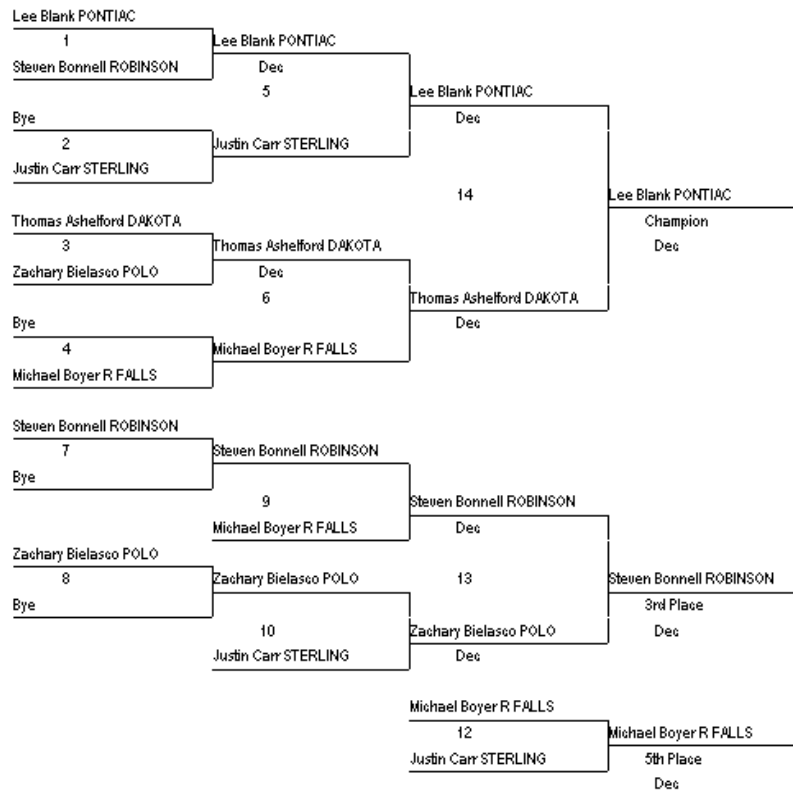 Lee Blank PONTIAC
1
Lee Blank PONTIAC
Steven Bonnell ROBINSON
Dec
5
Lee Blank PONTIAC
Bye
Dec
2
Justin Carr STERLING
Justin Carr STERLING
14
Lee Blank PONTIAC
Thomas Ashelford DAKOTA
Champion
3
Thomas Ashelford DAKOTA
Dec
Zachary Bielasco POLO
Dec
6
Thomas Ashelford DAKOTA
Bye
Dec
4
Michael Boyer R FALLS
Michael Boyer R FALLS
Steven Bonnell ROBINSON
7
Steven Bonnell ROBINSON
Bye
9
Steven Bonnell ROBINSON
Michael Boyer R FALLS
Dec
Zachary Bielasco POLO
8
Zachary Bielasco POLO
13
Steven Bonnell ROBINSON
Bye
3rd Place
10
Zachary Bielasco POLO
Dec
Justin Carr STERLING
Dec
Michael Boyer R FALLS
12
Michael Boyer R FALLS
Justin Carr STERLING
5th Place
Dec